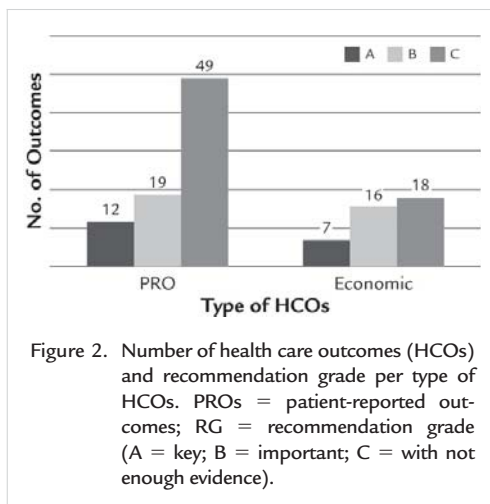 A B C
49
No. of Outcomes
12
19
7
16
18
PRO
Economic
Type of HCOs
Figure 2. Number of health care outcomes (HCOs)
and recommendation grade per type of
HCOs. PROs = patient-reported out-
comes; RG = recommendation grade
(A = key; B = important; C = with not
enough evidence).